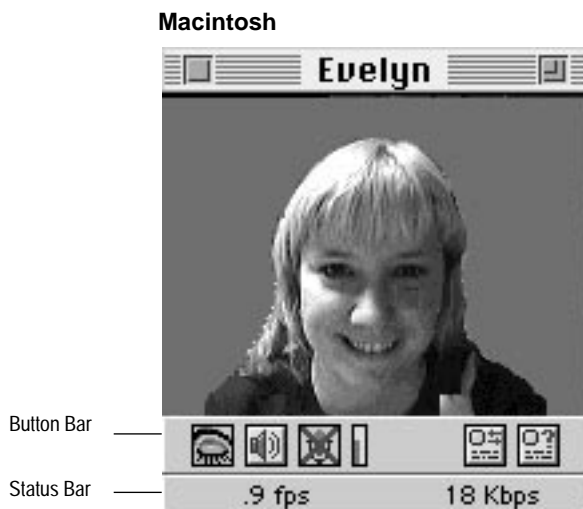 Macintosh
Evelyn
Button Bar
Status Bar
.9 fps
18 Kbps